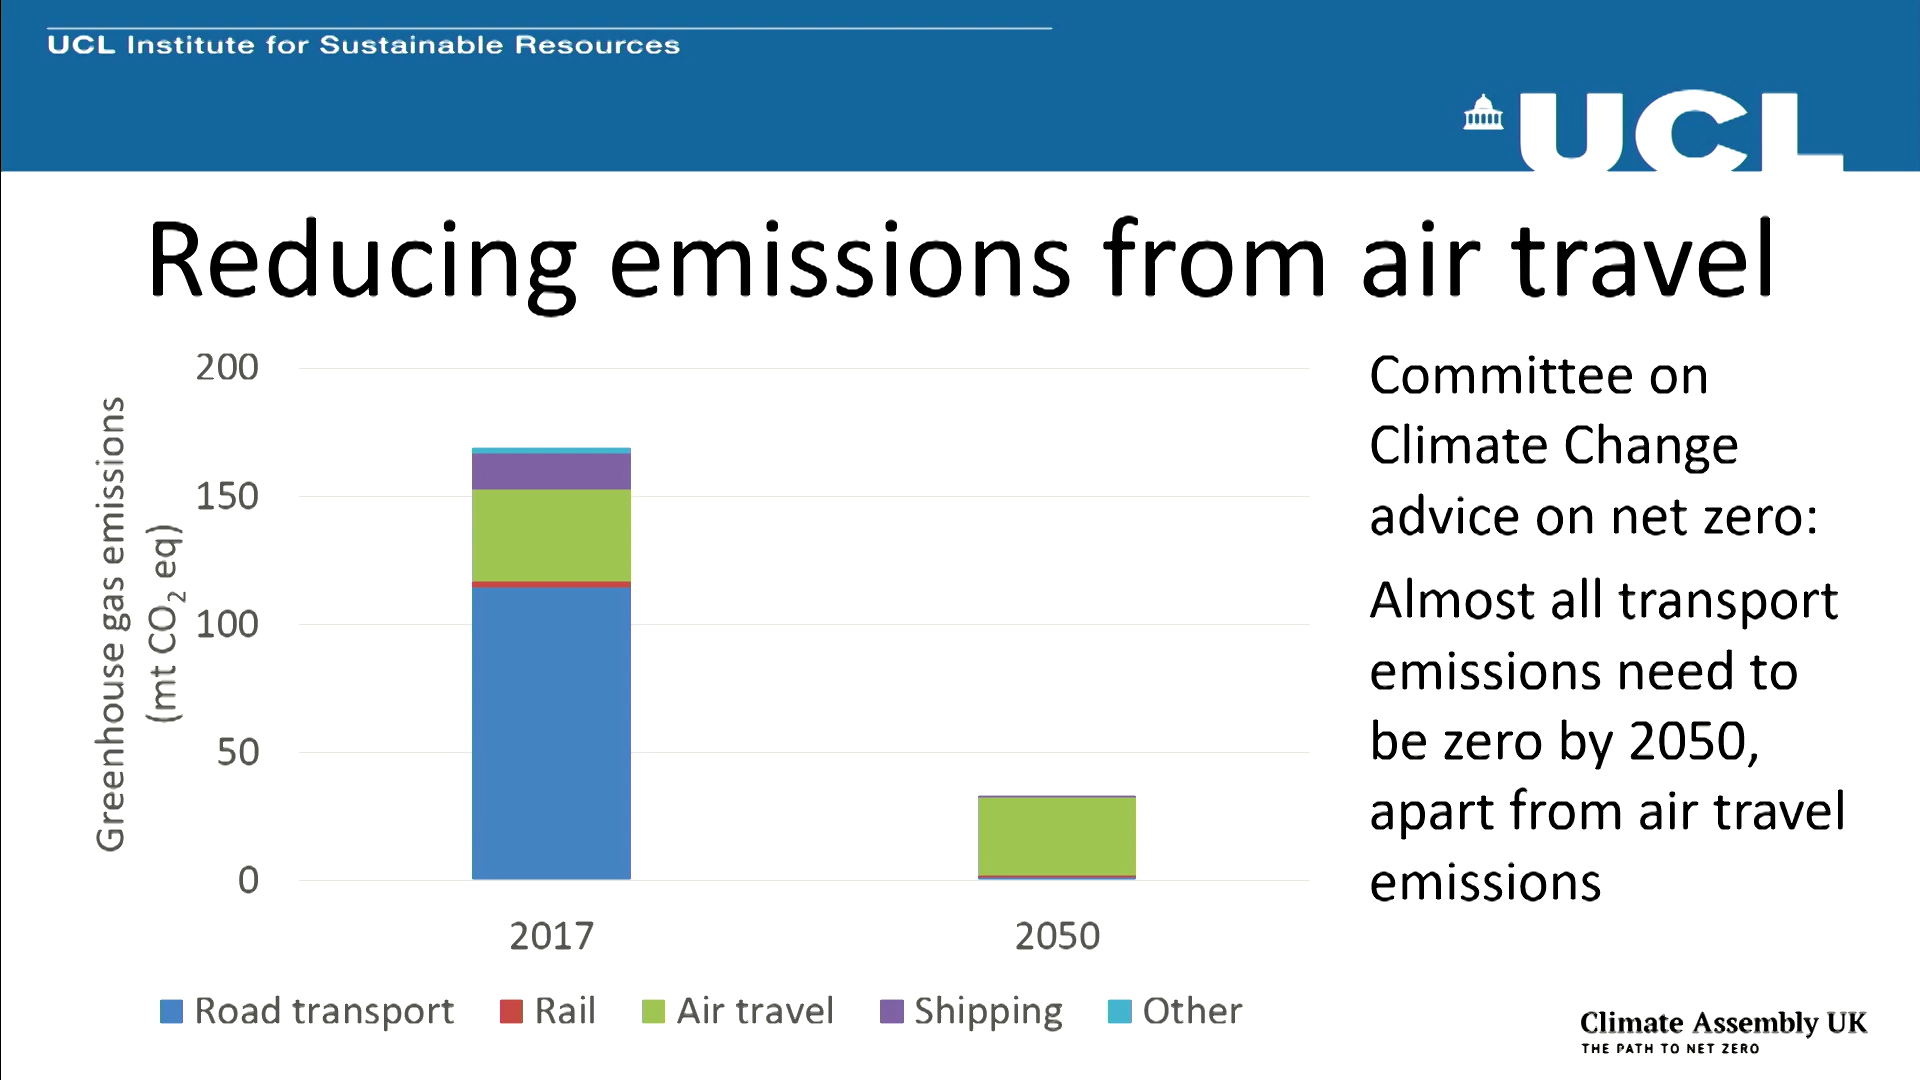 UCL Institute for Sustainable Resources
UCL
Reducing emissions from air travel
Greenhouse gas emissions
(mt CO₂ eq)
200
150
100
50
0
2017
2050
Road transport
Rail
Air travel
Shipping
Other
Committee on
Climate Change
advice on net zero:
Almost all transport
emissions need to
be zero by 2050,
apart from air travel
emissions
Climate Assembly UK
THE PATH TO NET ZERO